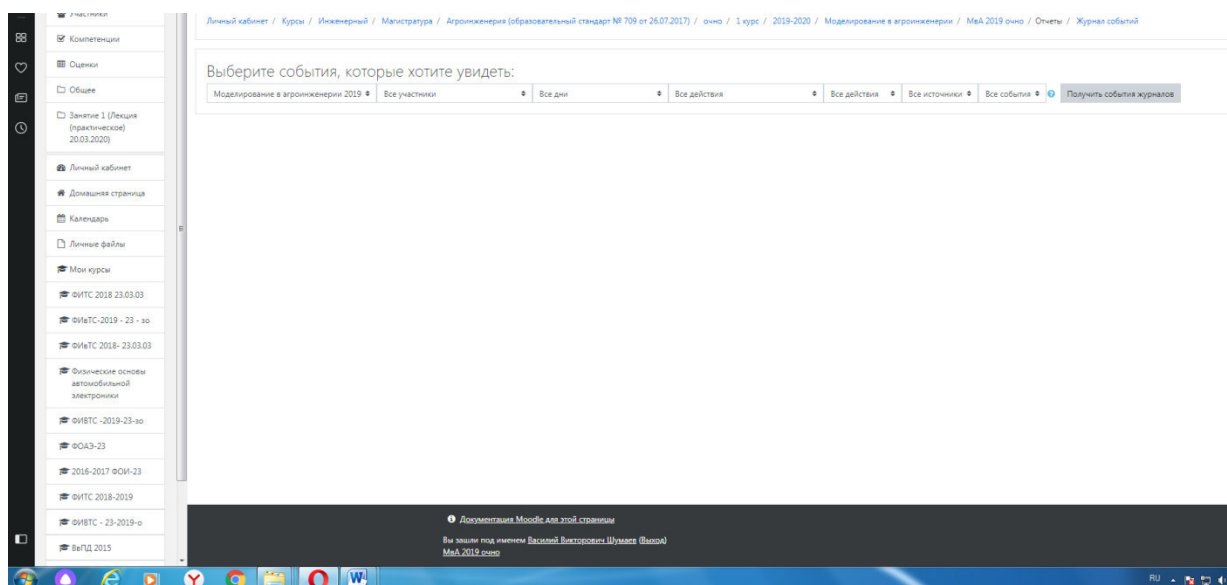 Участники
Компетенции
Оценки
Общее
Занятие 1 (Лекция
(практическое)
20.03.2020)
Личный кабинет
Домашняя страница
Календарь
Личные файлы
Мои курсы
ФИТС 2018 23.03.03
ФИвТС-2019 - 23 - зо
ФИвТС 2018- 23.03.03
Физические основы
автомобильной
электроники
ФИВТС -2019-23-зо
ФОАЭ-23
2016-2017 ФОИ-23
ФИТС 2018-2019
ФИВТС - 23-2019-о
ВеПД 2015
Личный кабинет / Курсы / Инженерный / Магистратура / Агроинженерия (образовательный стандарт № 709 от 26.07.2017) / очно / 1 курс / 2019-2020 / Моделирование в агроинженерии / МвА 2019 очно / Отчеты / Журнал событий
Выберите события, которые хотите увидеть:
Моделирование в агроинженерии 2019 Все участники Все дни Все действия Все действия Все источники Все события Получить события журналов
Документация Moodle для этой страницы
Вы зашли под именем Василий Викторович Шумаев (Выход)
МвА 2019 очно
RU